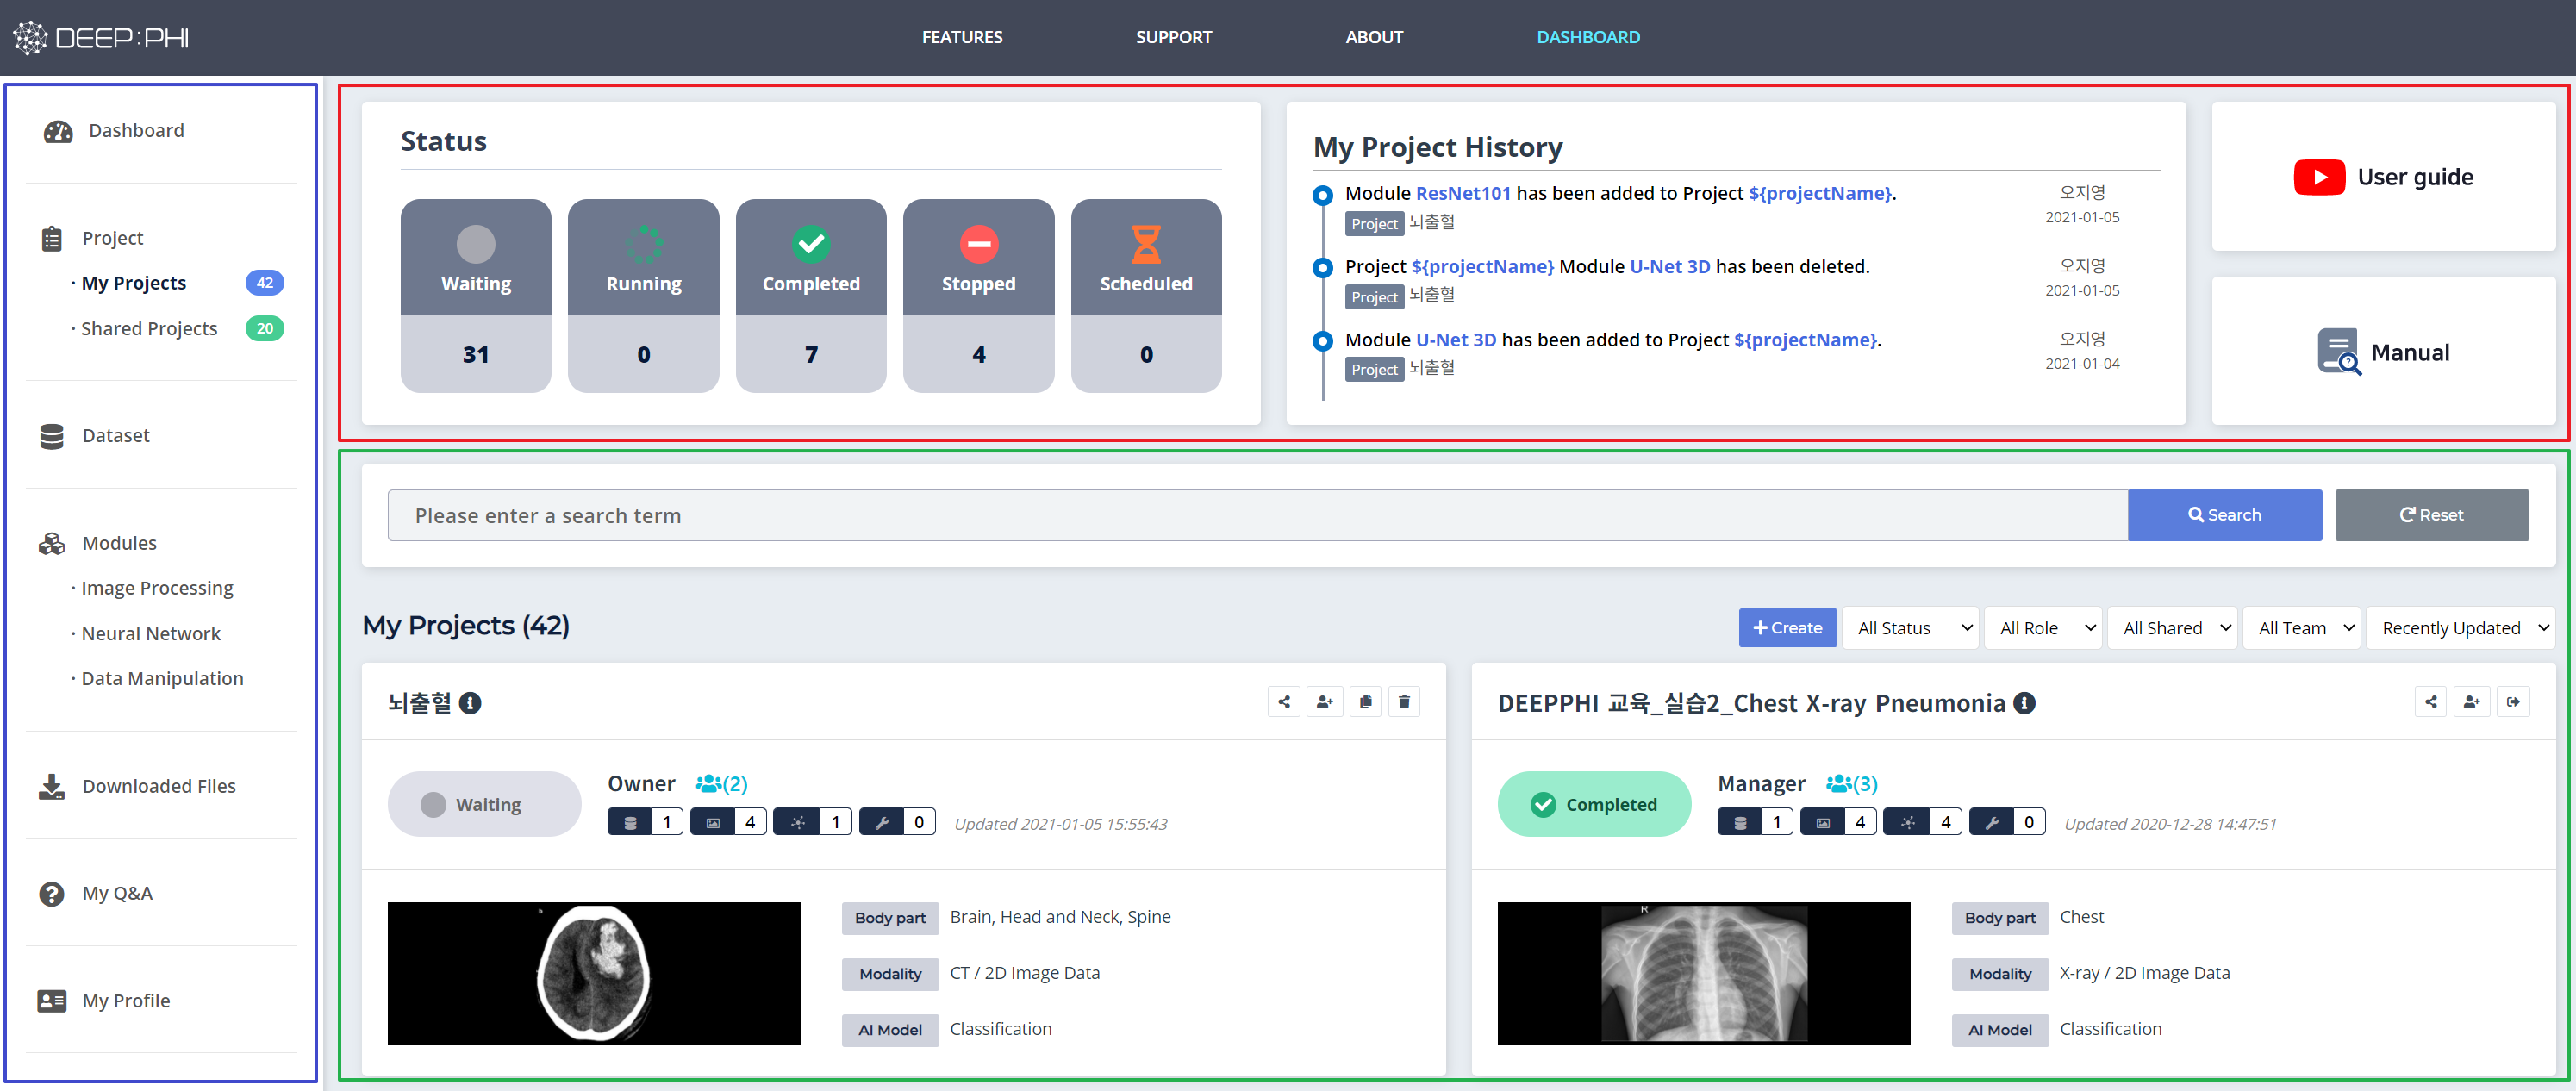 DEEP:PHI
FEATURES
SUPPORT
ABOUT
DASHBOARD
Dashboard
Project
· My Projects 42
· Shared Projects 20
Dataset
Modules
· Image Processing
· Neural Network
· Data Manipulation
Downloaded Files
My Q&A
My Profile
Status
Waiting
31
Running
0
Completed
7
Stopped
4
Scheduled
0
My Project History
Module ResNet101 has been added to Project ${projectName}.
Project 뇌출혈
오지영
2021-01-05
Project ${projectName} Module U-Net 3D has been deleted.
Project 뇌출혈
오지영
2021-01-05
Module U-Net 3D has been added to Project ${projectName}.
Project 뇌출혈
오지영
2021-01-04
User guide
Manual
Please enter a search term
Search
Reset
My Projects (42)
Create
All Status
All Role
All Shared
All Team
Recently Updated
뇌출혈
Waiting
Owner (2)
1 4 1 0 Updated 2021-01-05 15:55:43
Body part Brain, Head and Neck, Spine
Modality CT / 2D Image Data
AI Model Classification
DEEPPHI 교육_실습2_Chest X-ray Pneumonia
Completed
Manager (3)
1 4 4 0 Updated 2020-12-28 14:47:51
R
Body part Chest
Modality X-ray / 2D Image Data
AI Model Classification